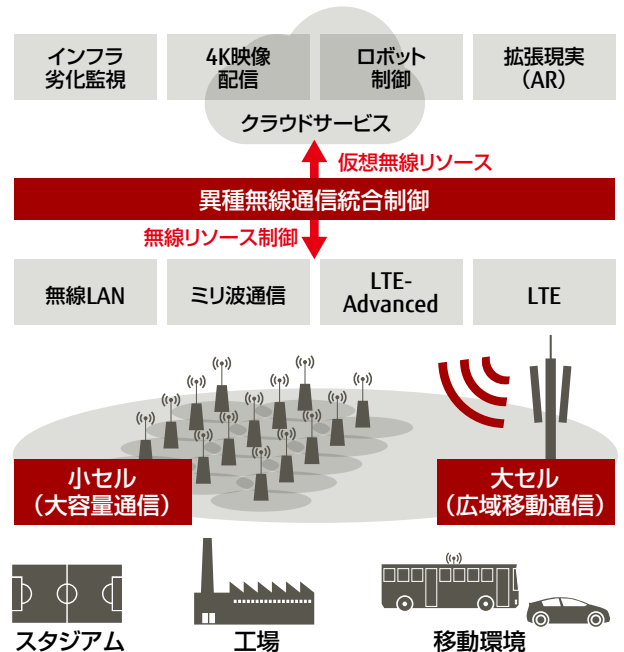 インフラ
劣化監視
4K映像
配信
ロボット
制御
拡張現実
（AR）
クラウドサービス
仮想無線リソース
異種無線通信統合制御
無線リソース制御
無線LAN
ミリ波通信
LTE-
Advanced
LTE
小セル
（大容量通信）
大セル
（広域移動通信）
スタジアム
工場
移動環境